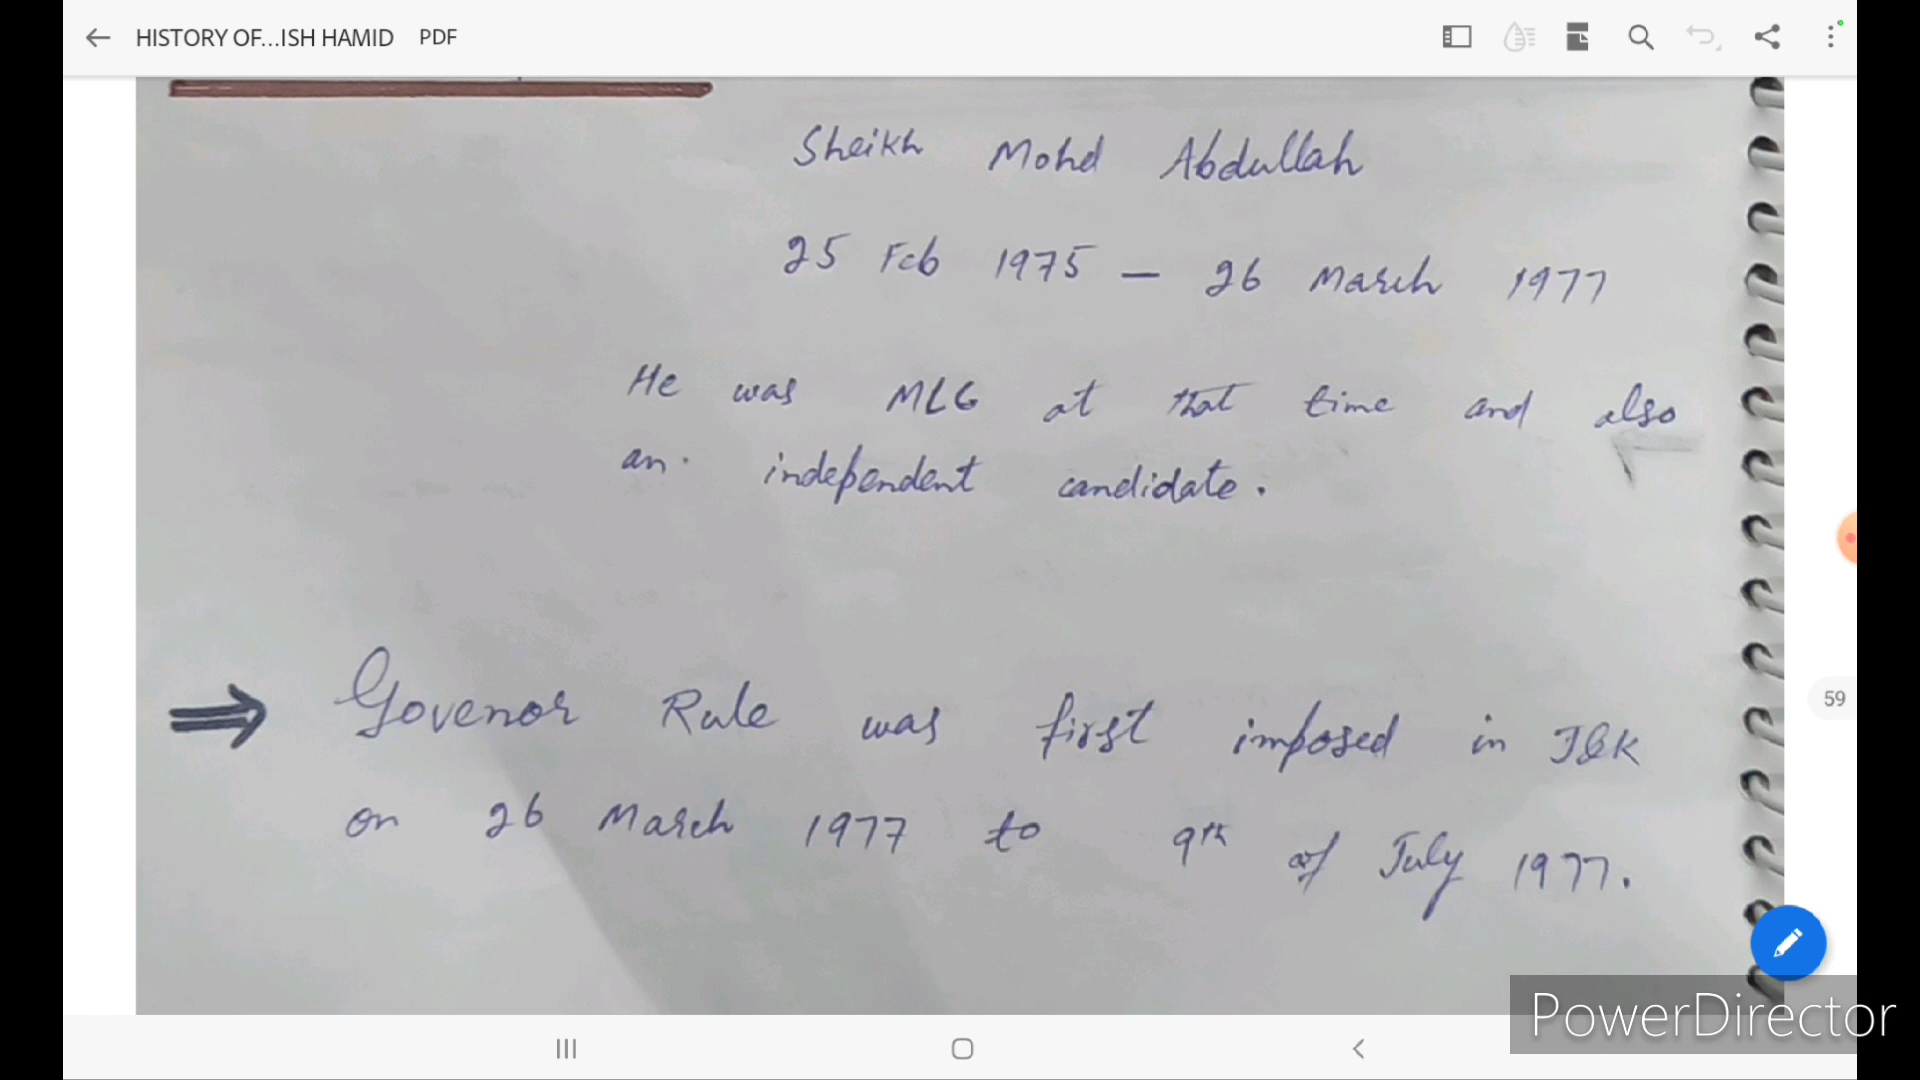 HISTORY OF...ISH HAMID PDF
Sheikh Mohd Abdullah
25 Feb 1975 — 26 March 1977
He was MLC at that time and also
an independent candidate.
⇒ Govenor Rule was first imposed in J&K
on 26 March 1977 to 9th of July 1977.
59
PowerDirector